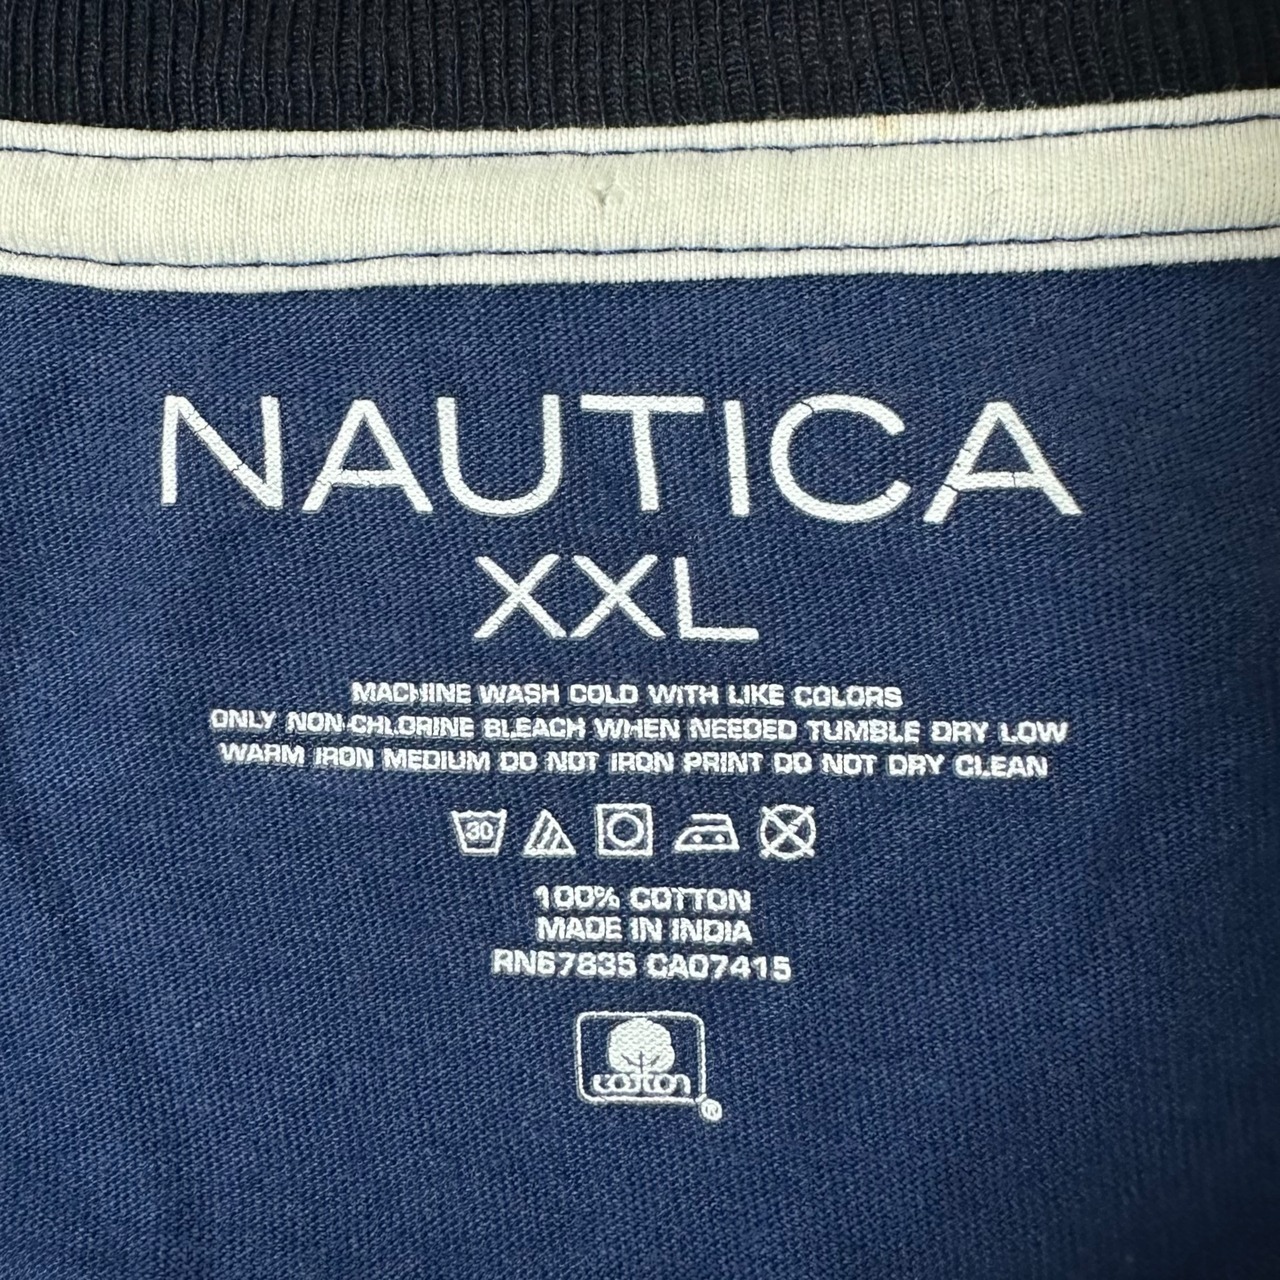 NAUTICA
XXL
MACHINE WASH COLD WITH LIKE COLORS
ONLY NON-CHLORINE BLEACH WHEN NEEDED TUMBLE DRY LOW
WARM IRON MEDIUM DO NOT IRON PRINT DO NOT DRY CLEAN
30
100% COTTON
MADE IN INDIA
RN67835 CA07415
cotton
®